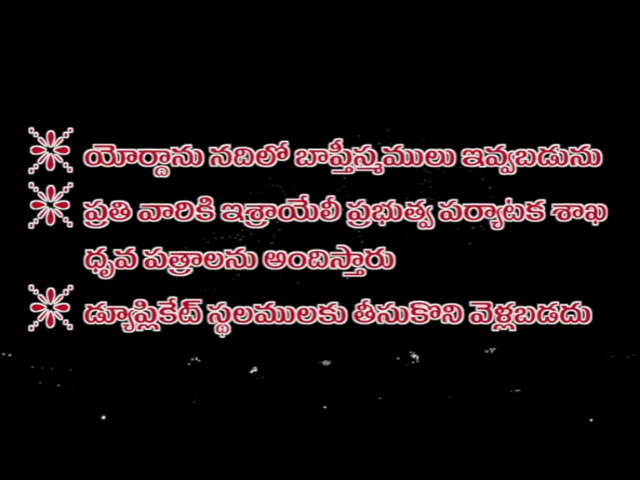 యోర్దాను నదిలో బాప్తీస్మములు ఇవ్వబడును
ప్రతి వారికి ఇశ్రాయేలీ ప్రభుత్వ పర్యాటక శాఖ
ధృవ పత్రాలను అందిస్తారు
డ్యూప్లికేట్ స్థలములకు తీసుకొని వెళ్లబడదు